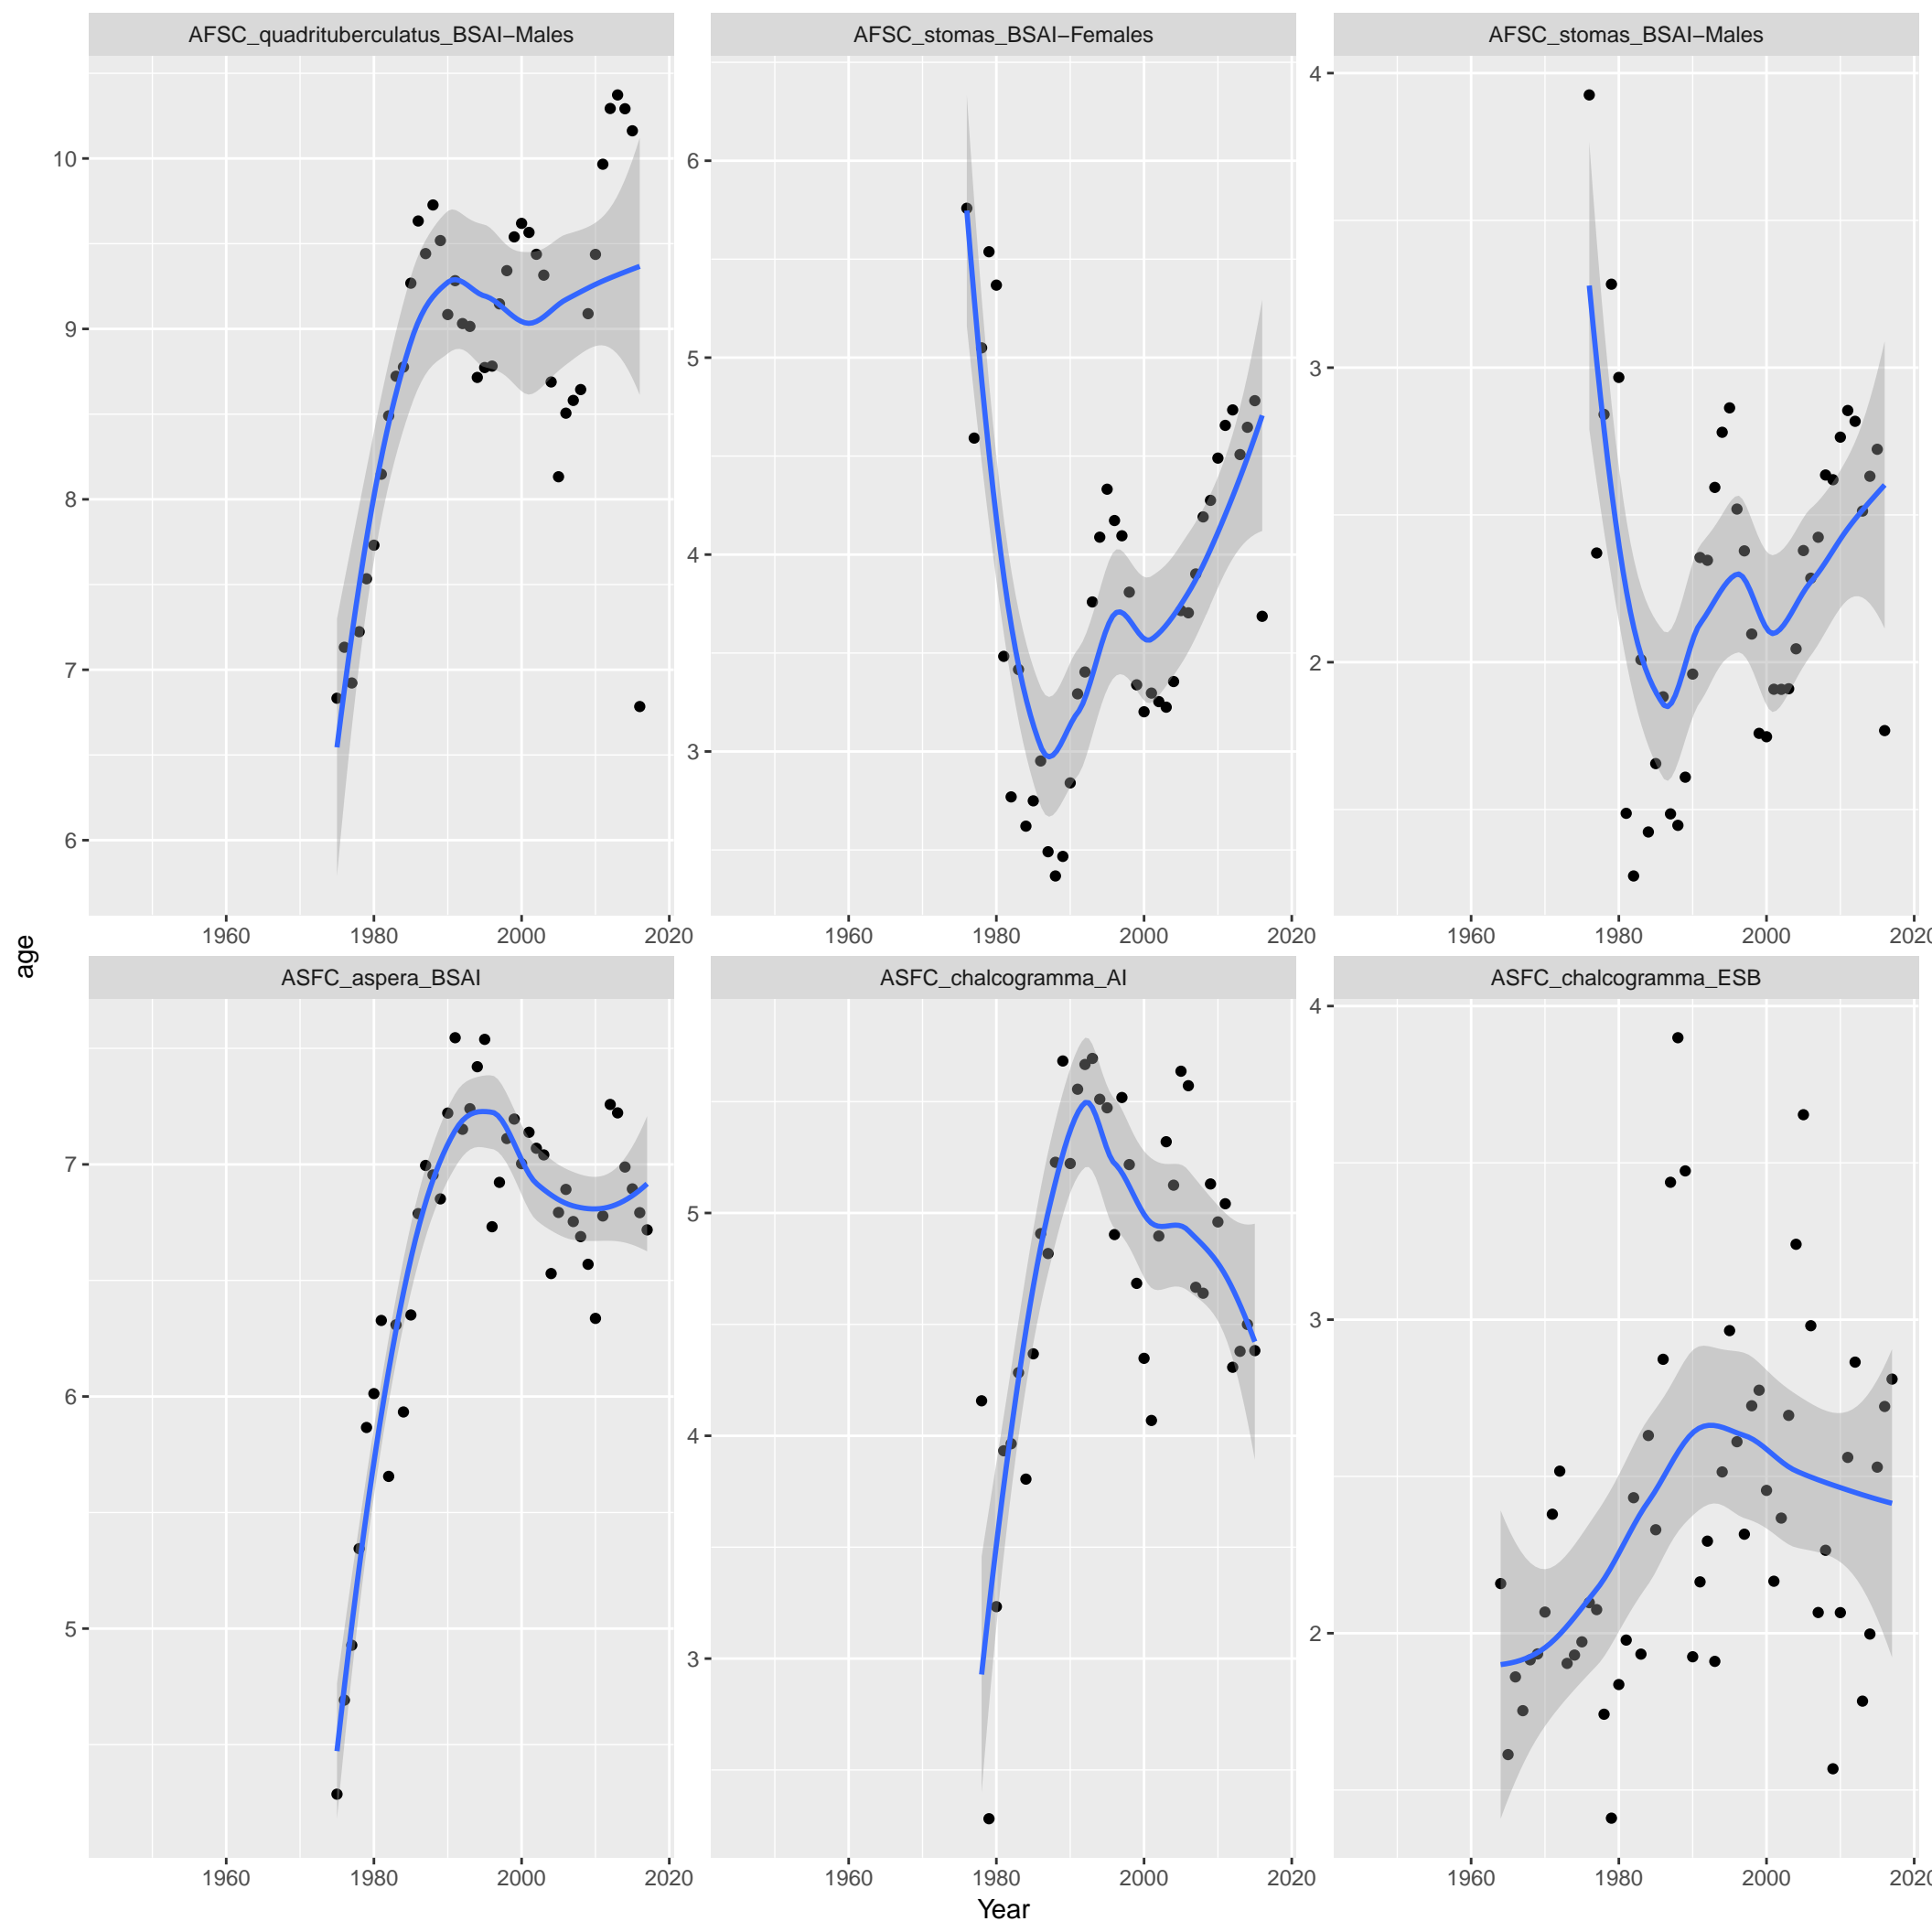 AFSC_quadrituberculatus_BSAI−Males
AFSC_stomas_BSAI−Females
AFSC_stomas_BSAI−Males
10
9
8
7
6
6
5
4
3
4
3
2
1960 1980 2000 2020
1960 1980 2000 2020
1960 1980 2000 2020
age
ASFC_aspera_BSAI
ASFC_chalcogramma_AI
ASFC_chalcogramma_ESB
7
6
5
5
4
3
4
3
2
1960 1980 2000 2020
1960 1980 2000 2020
1960 1980 2000 2020
Year